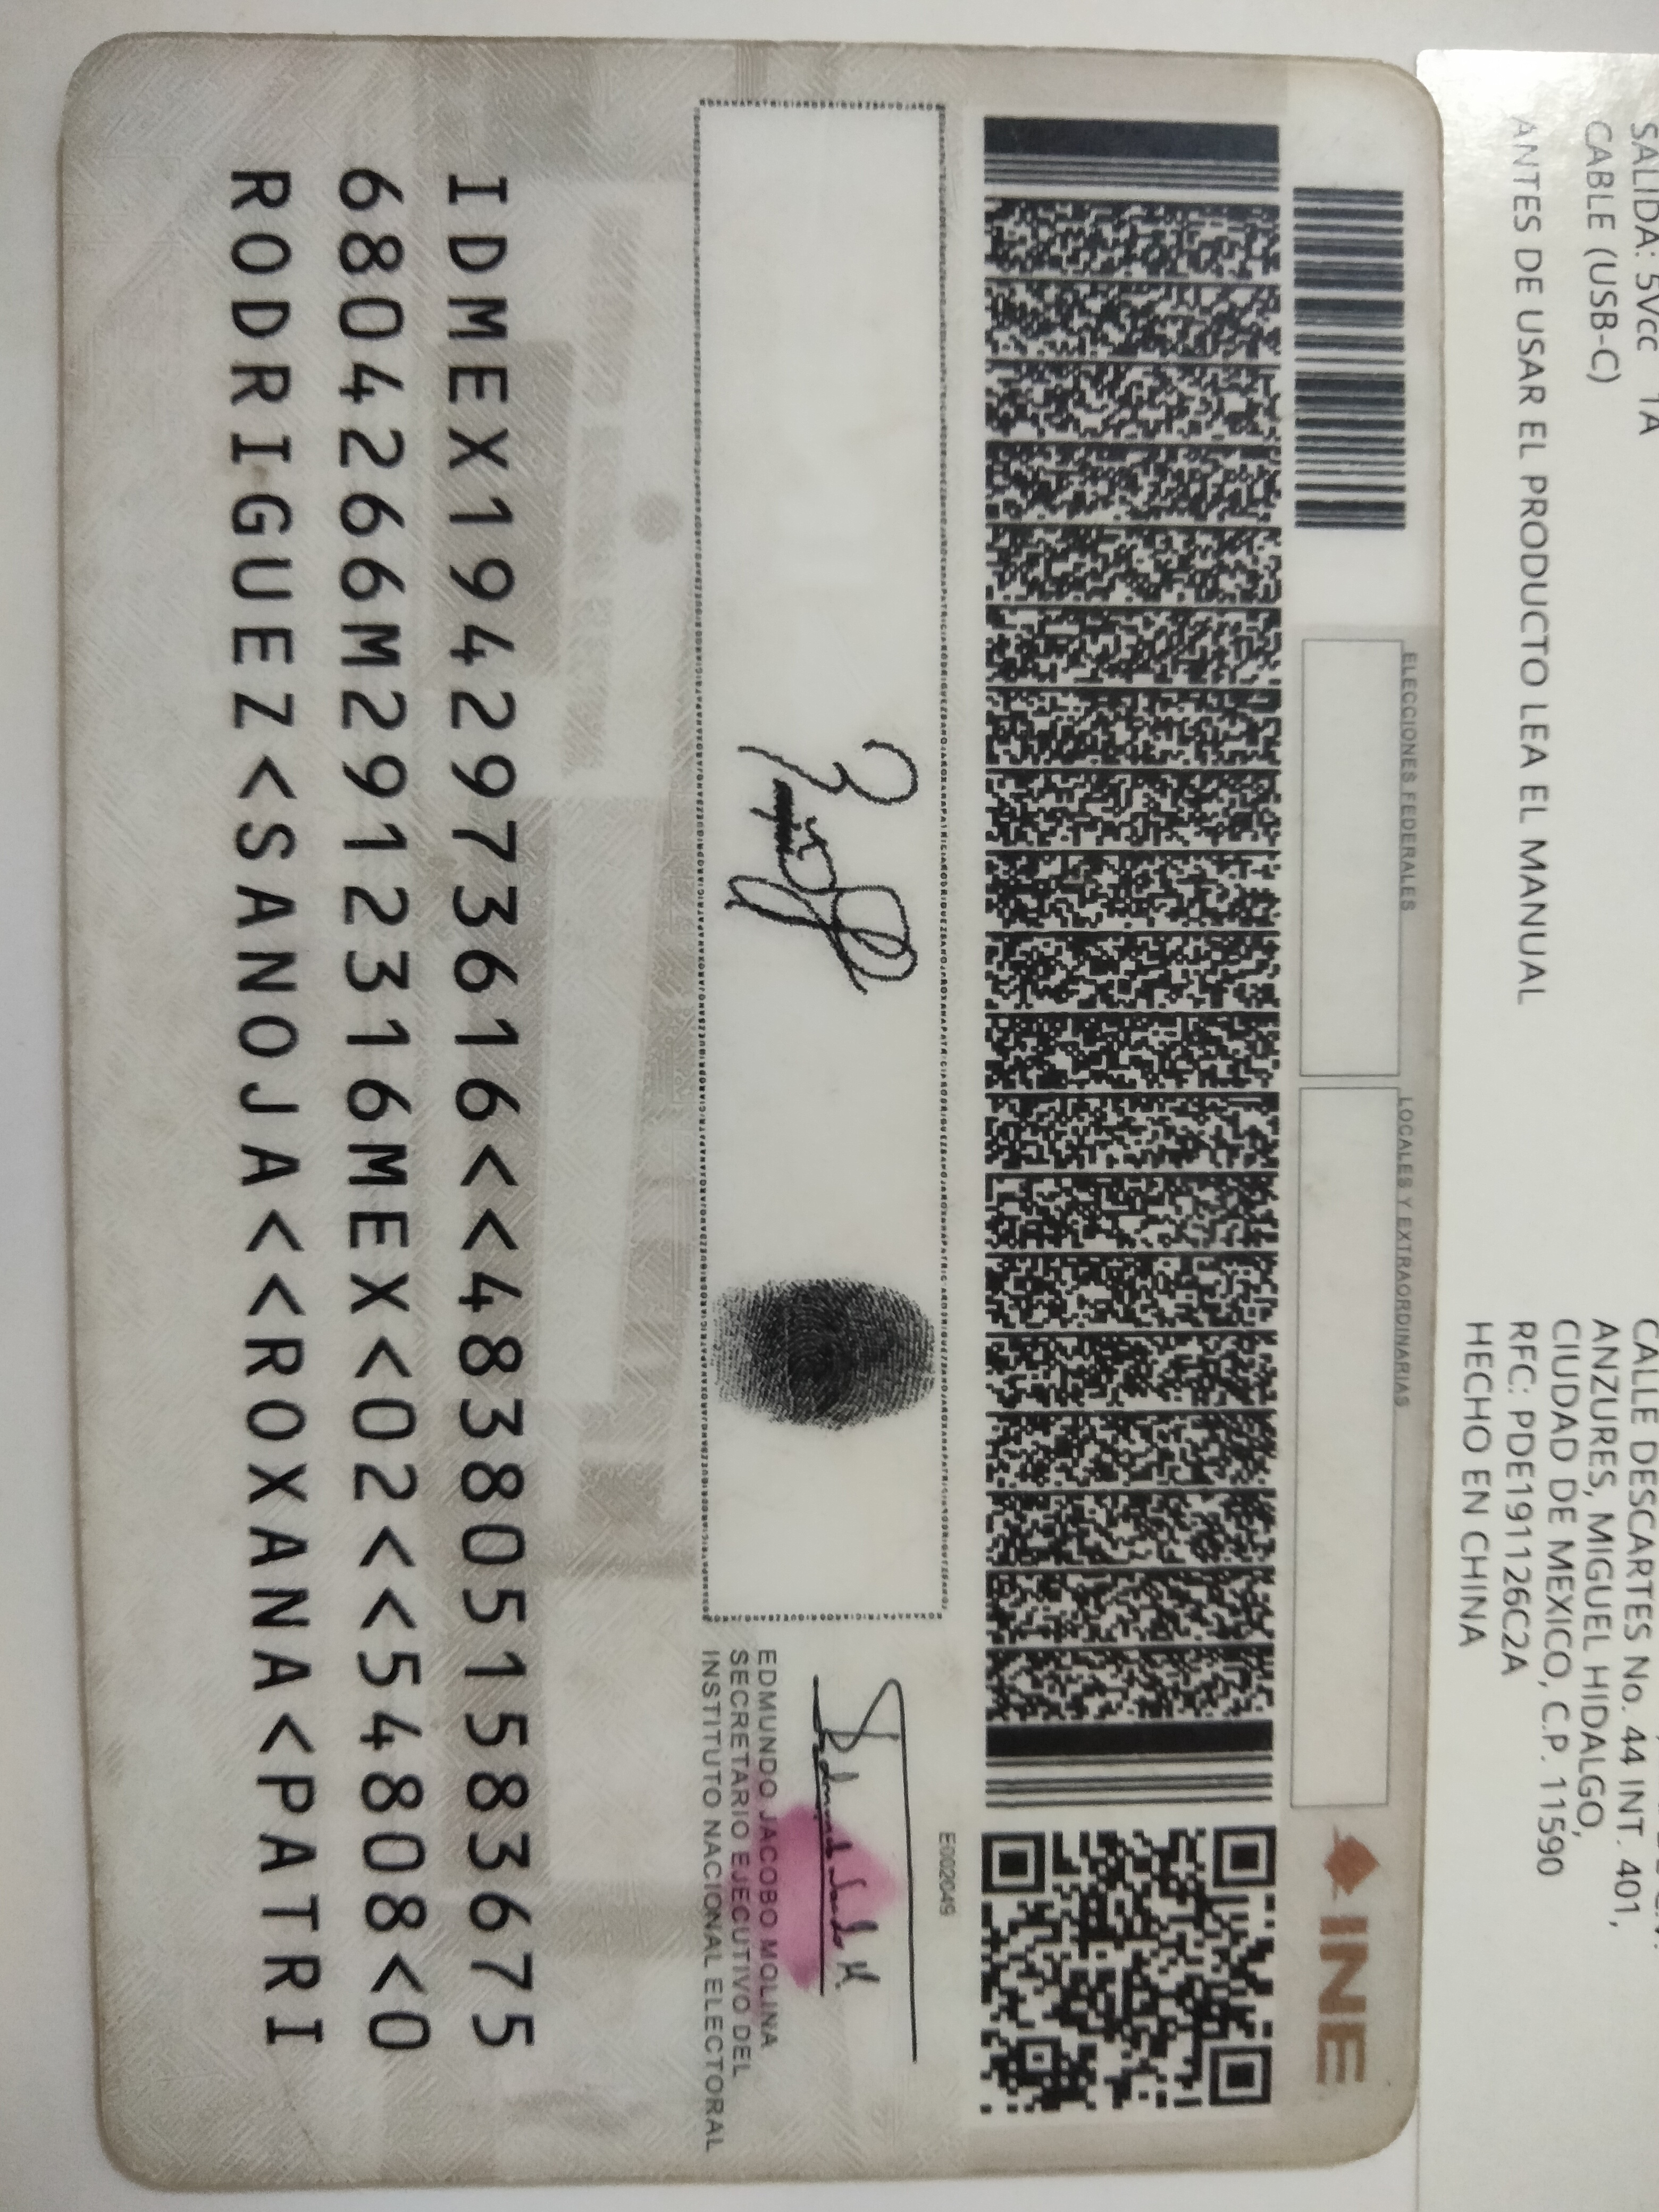 SALIDA: 5Vcc 1A
CABLE (USB-C)
ANTES DE USAR EL PRODUCTO LEA EL MANUAL
CALLE DESCARTES No. 44 INT. 401,
ANZURES, MIGUEL HIDALGO,
CIUDAD DE MEXICO, C.P. 11590
RFC: PDE191126C2A
HECHO EN CHINA
ELECCIONES FEDERALES
LOCALES Y EXTRAORDINARIAS
INE
E002049
EDMUNDO JACOBO MOLINA
SECRETARIO EJECUTIVO DEL
INSTITUTO NACIONAL ELECTORAL
IDMEX1942973616<<4838051583675
6804266M2912316MEX<02<<54808<0
RODRIGUEZ<SANOJA<<ROXANA<PATRI